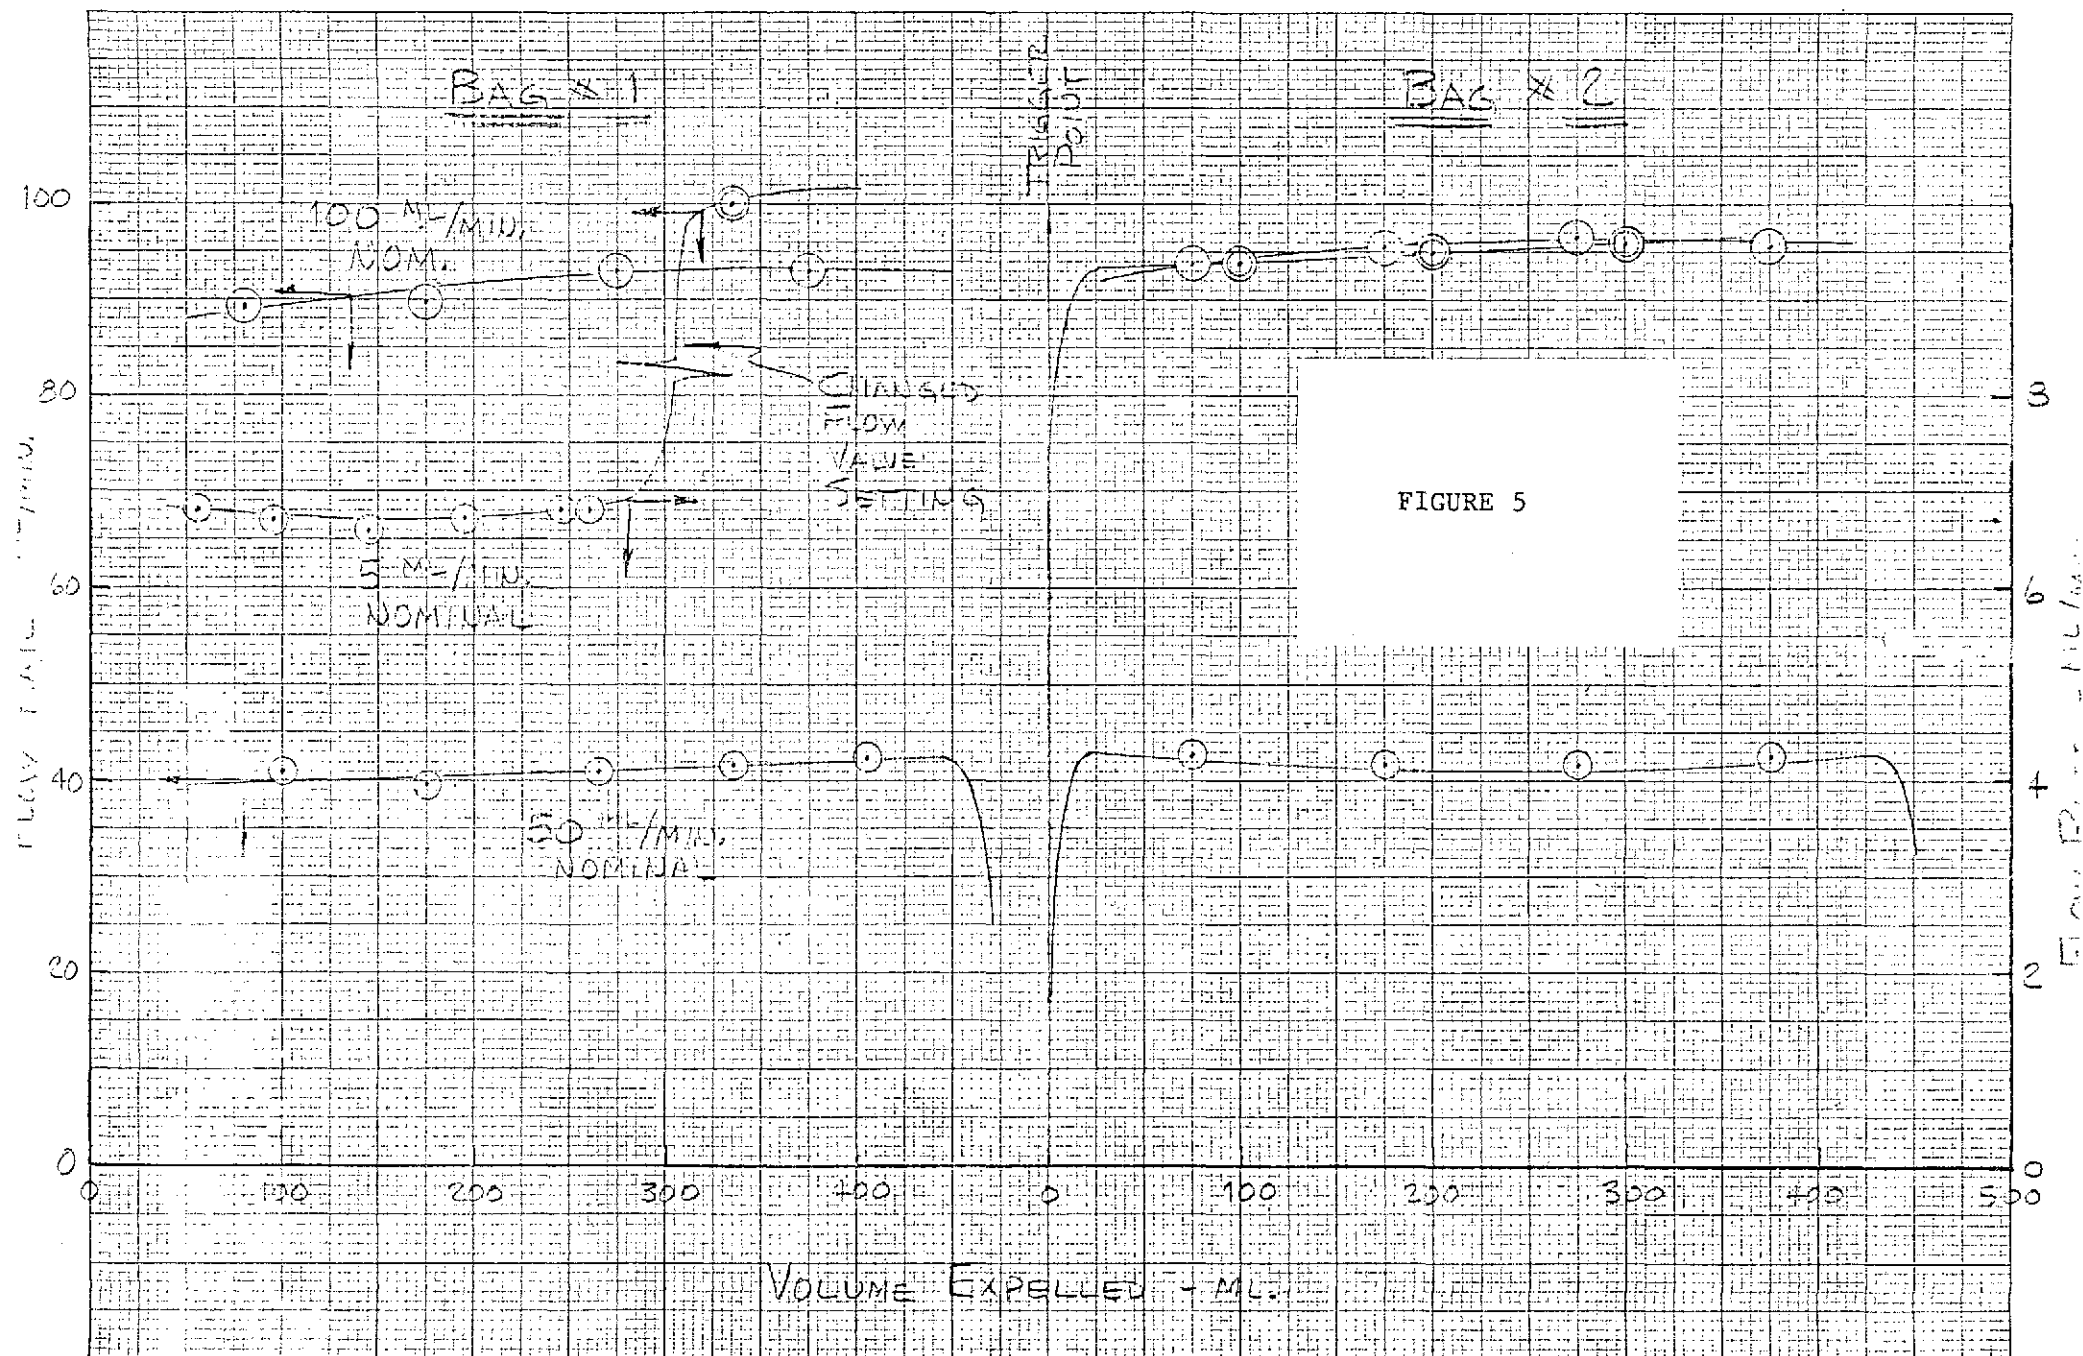 BAG # 1
TRIGGER
POINT
BAG # 2
100
100 ML/MIN.
NOM.
80
8
CHANGED
FLOW
VALVE
SETTING
FIGURE 5
5 ML/MIN.
NOMINAL
60
6
40
4
50 ML/MIN.
NOMINAL
20
2
0
0
0 100 200 300 400 0 100 200 300 400 500
VOLUME EXPELLED - ML.